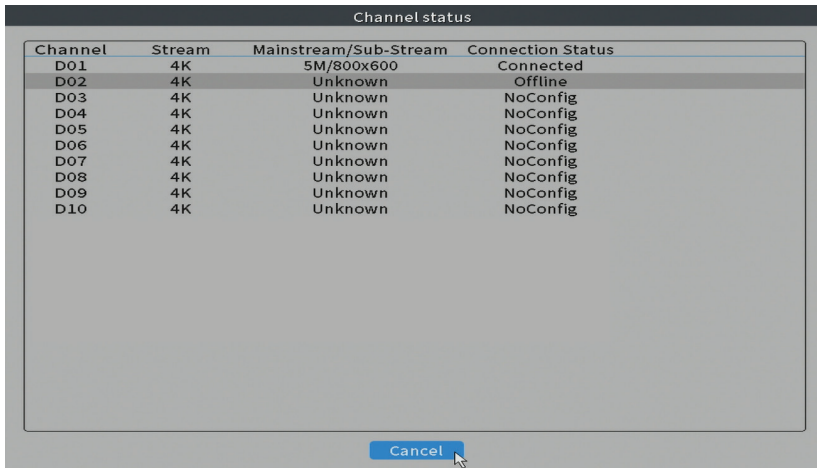 Channel status
Channel Stream Mainstream/Sub-Stream Connection Status
D01 4K 5M/800x600 Connected
D02 4K Unknown Offline
D03 4K Unknown NoConfig
D04 4K Unknown NoConfig
D05 4K Unknown NoConfig
D06 4K Unknown NoConfig
D07 4K Unknown NoConfig
D08 4K Unknown NoConfig
D09 4K Unknown NoConfig
D10 4K Unknown NoConfig
Cancel